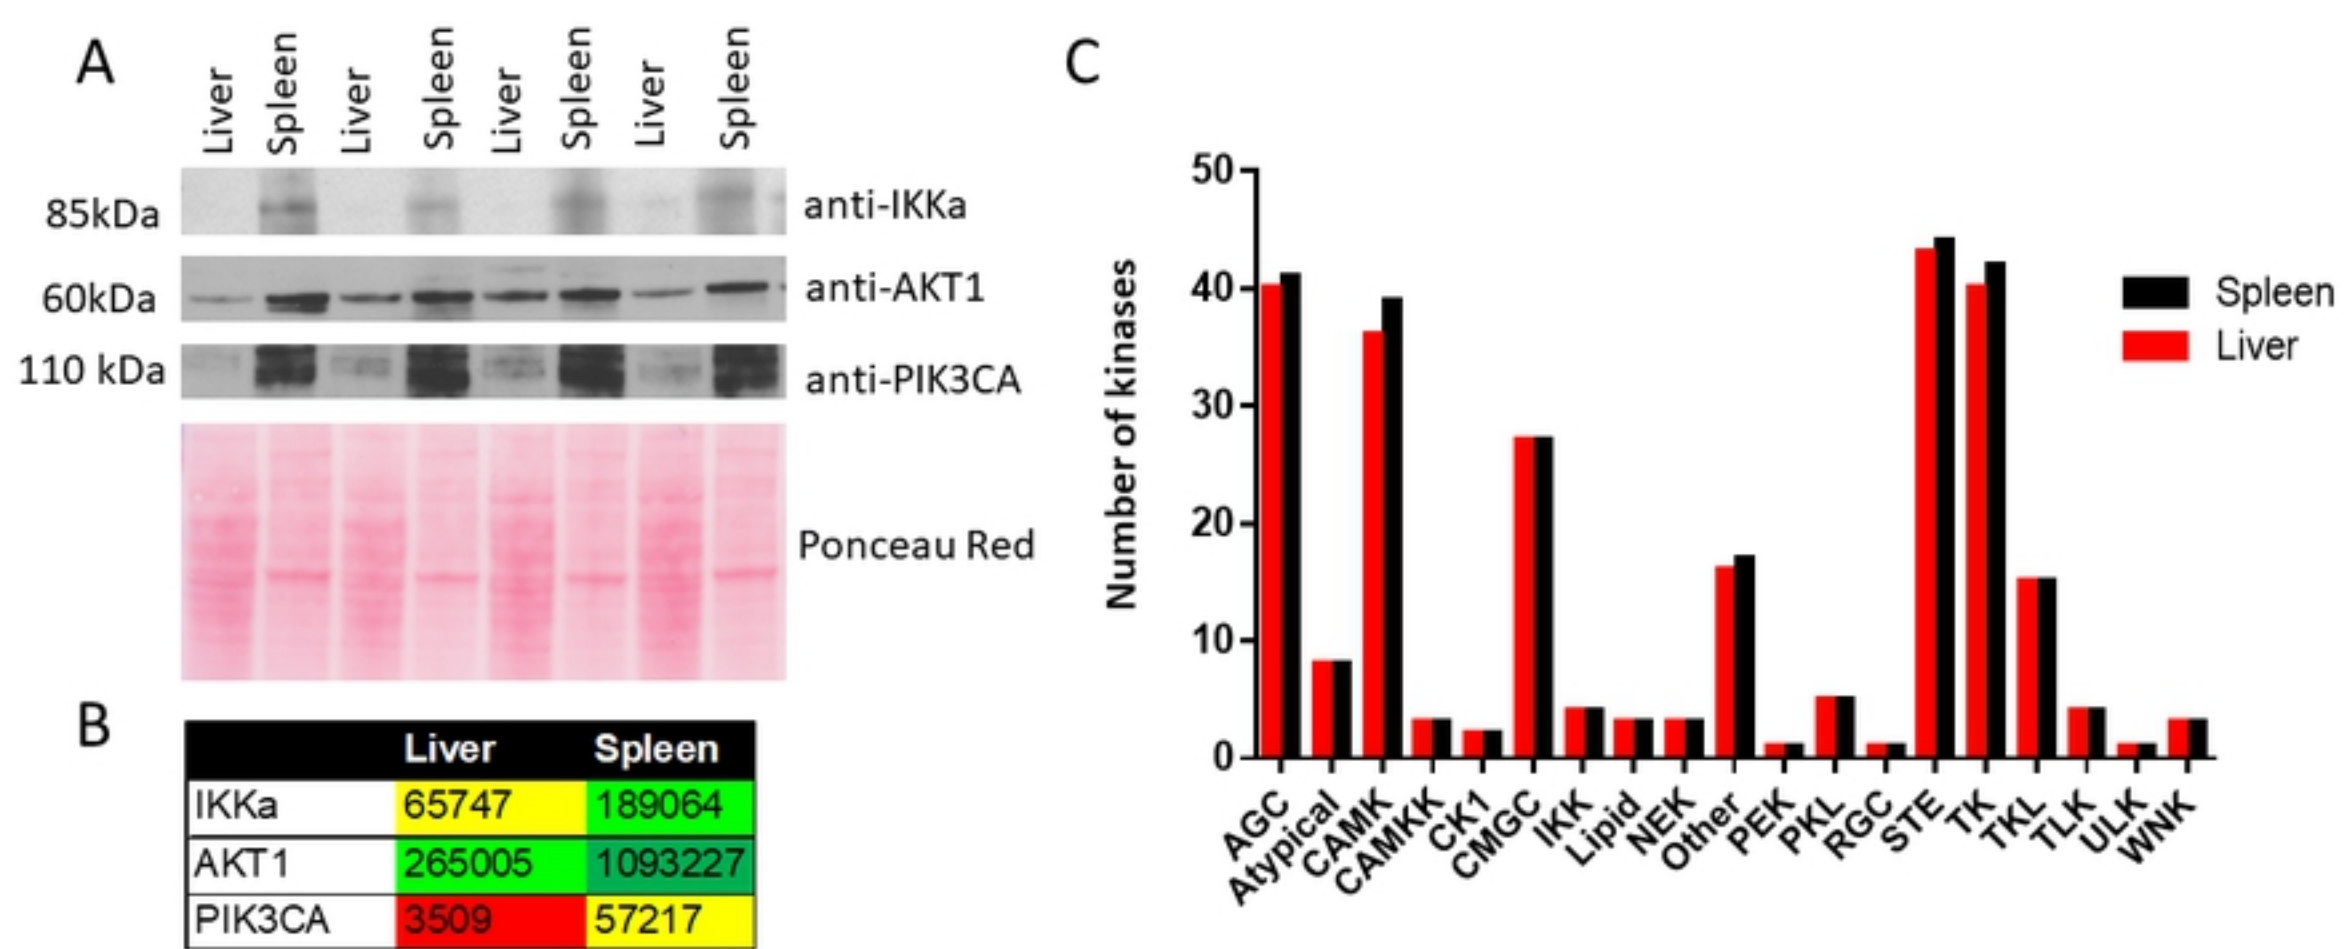 A
Liver Spleen Liver Spleen Liver Spleen Liver Spleen
85kDa anti-IKKa
60kDa anti-AKT1
110 kDa anti-PIK3CA
Ponceau Red
B
Liver Spleen
IKKa 65747 189064
AKT1 265005 1093227
PIK3CA 3509 57217
C
Number of kinases
50
40
30
20
10
0
AGC Atypical CAMK CAMKK CK1 CMGC IKK Lipid NEK Other PEK PKL RGC STE TK TKL TLK ULK WNK
Spleen
Liver